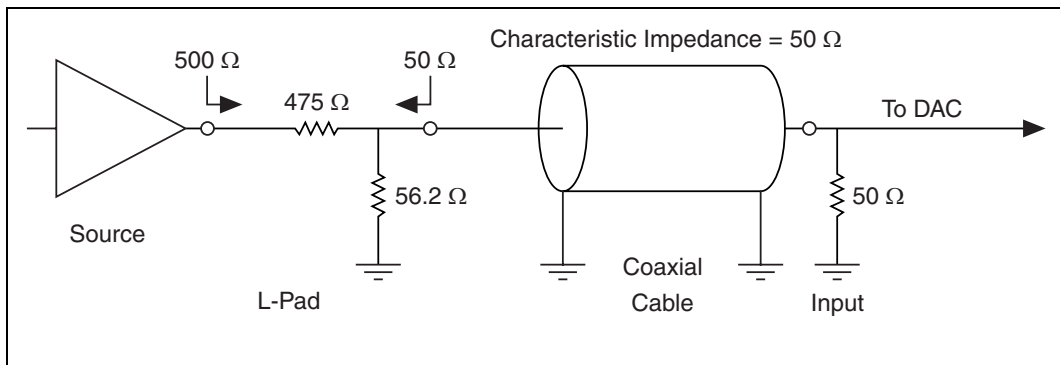 Characteristic Impedance = 50 Ω
500 Ω
50 Ω
475 Ω
To DAC
56.2 Ω
50 Ω
Source
Coaxial
Cable
L-Pad
Input